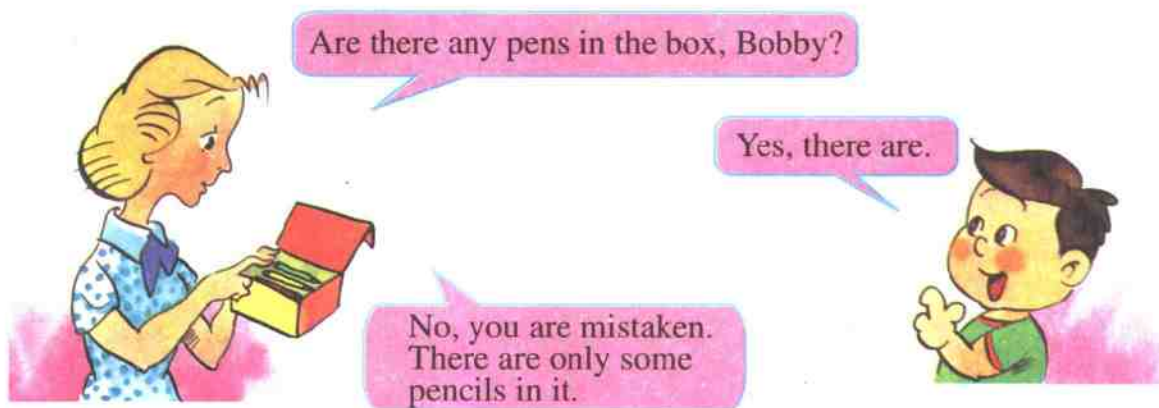 Are there any pens in the box, Bobby?
Yes, there are.
No, you are mistaken.
There are only some
pencils in it.